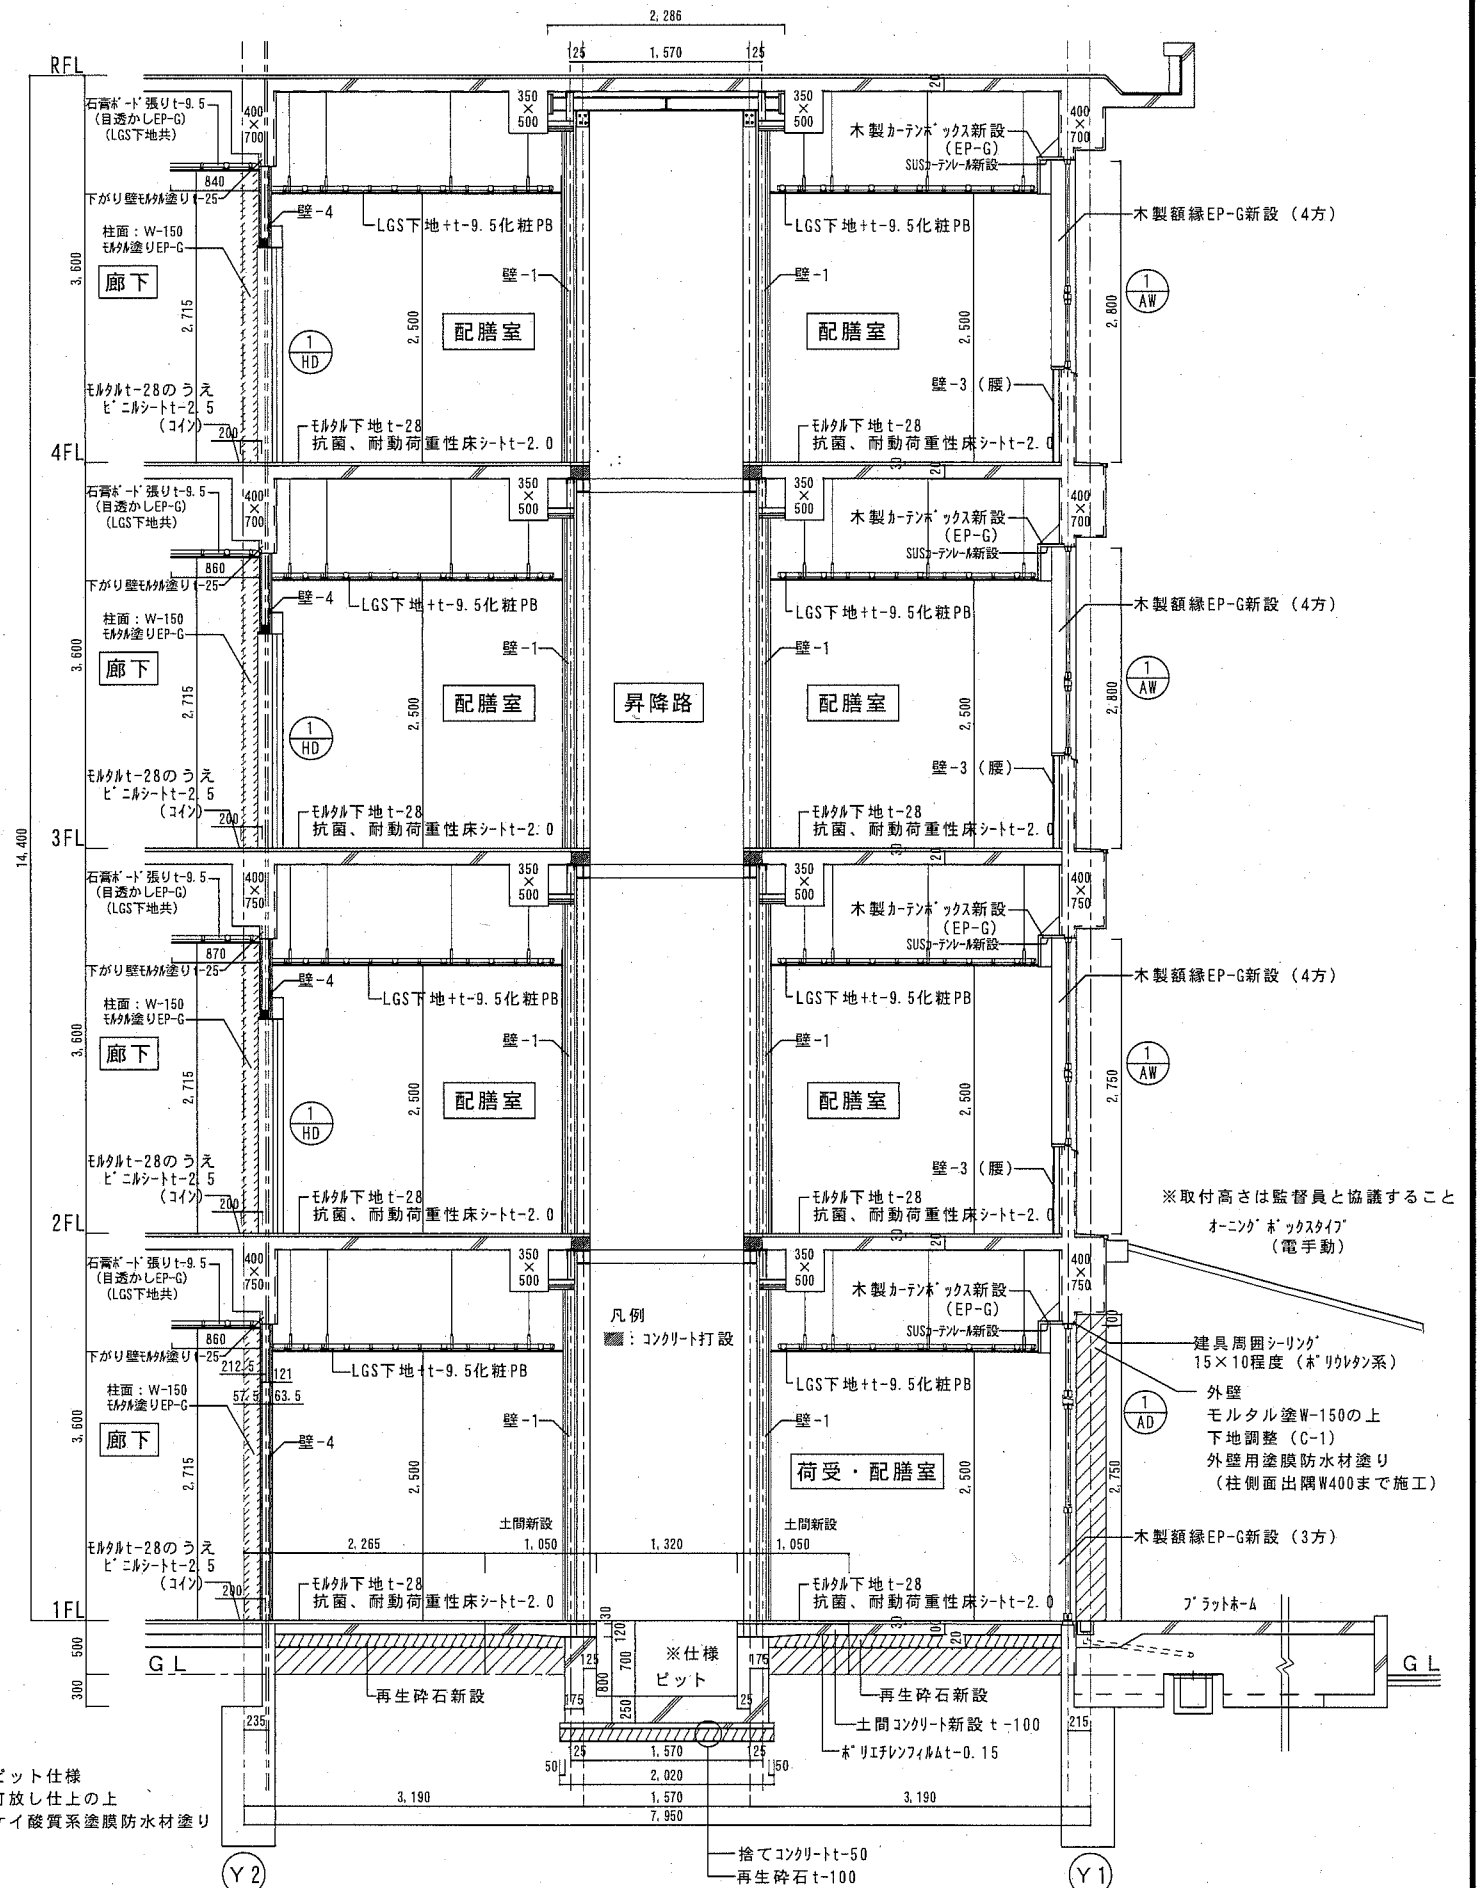 2,286
125
1,570
125
RFL
石膏ボード張りt-9.5
(目透かしEP-G)
(LGS下地共)
400
×
700
350
×
500
350
×
500
20
400
×
700
木製カーテンボックス新設
(EP-G)
SUSカーテンレール新設
840
下がり壁モルタル塗りt-25
壁-4
LGS下地+t-9.5化粧PB
LGS下地+t-9.5化粧PB
木製額縁EP-G新設(4方)
柱面:W-150
モルタル塗りEP-G
3,600
廊下
2,715
壁-1
壁-1
1
HD
2,500
配膳室
配膳室
2,500
1
AW
2,800
壁-3(腰)
モルタルt-28のうえ
ビニルシートt-2.5
(コイン)
200
モルタル下地t-28
抗菌、耐動荷重性床シートt-2.0
モルタル下地t-28
抗菌、耐動荷重性床シートt-2.0
4FL
30
20
石膏ボード張りt-9.5
(目透かしEP-G)
(LGS下地共)
400
×
700
350
×
500
350
×
500
400
×
700
木製カーテンボックス新設
(EP-G)
SUSカーテンレール新設
860
下がり壁モルタル塗りt-25
壁-4
LGS下地+t-9.5化粧PB
LGS下地+t-9.5化粧PB
木製額縁EP-G新設(4方)
柱面:W-150
モルタル塗りEP-G
3,600
廊下
2,715
壁-1
壁-1
1
HD
2,500
配膳室
昇降路
配膳室
2,500
1
AW
2,800
壁-3(腰)
モルタルt-28のうえ
ビニルシートt-2.5
(コイン)
200
モルタル下地t-28
抗菌、耐動荷重性床シートt-2.0
モルタル下地t-28
抗菌、耐動荷重性床シートt-2.0
14,400
3FL
30
20
石膏ボード張りt-9.5
(目透かしEP-G)
(LGS下地共)
400
×
750
350
×
500
350
×
500
400
×
750
木製カーテンボックス新設
(EP-G)
SUSカーテンレール新設
870
下がり壁モルタル塗りt-25
壁-4
LGS下地+t-9.5化粧PB
LGS下地+t-9.5化粧PB
木製額縁EP-G新設(4方)
柱面:W-150
モルタル塗りEP-G
3,600
廊下
2,715
壁-1
壁-1
1
HD
2,500
配膳室
配膳室
2,500
1
AW
2,750
壁-3(腰)
モルタルt-28のうえ
ビニルシートt-2.5
(コイン)
200
モルタル下地t-28
抗菌、耐動荷重性床シートt-2.0
モルタル下地t-28
抗菌、耐動荷重性床シートt-2.0
※取付高さは監督員と協議すること
オーニングボックスタイプ
(電手動)
2FL
30
20
石膏ボード張りt-9.5
(目透かしEP-G)
(LGS下地共)
400
×
750
350
×
500
350
×
500
400
×
750
木製カーテンボックス新設
(EP-G)
SUSカーテンレール新設
凡例
:コンクリート打設
100
860
下がり壁モルタル塗りt-25
212.5
121
57.5
63.5
LGS下地+t-9.5化粧PB
LGS下地+t-9.5化粧PB
建具周囲シーリング
15×10程度(ポリウレタン系)
外壁
モルタル塗W-150の上
下地調整(C-1)
外壁用塗膜防水材塗り
(柱側面出隅W400まで施工)
柱面:W-150
モルタル塗りEP-G
3,600
廊下
2,715
壁-4
壁-1
壁-1
1
AD
2,500
荷受・配膳室
2,500
2,750
土間新設
土間新設
木製額縁EP-G新設(3方)
2,265
1,050
1,320
1,050
モルタルt-28のうえ
ビニルシートt-2.5
(コイン)
200
モルタル下地t-28
抗菌、耐動荷重性床シートt-2.0
モルタル下地t-28
抗菌、耐動荷重性床シートt-2.0
プラットホーム
1FL
500
300
GL
GL
30
120
700
800
250
125
175
※仕様
ピット
175
125
30
100
120
再生砕石新設
再生砕石新設
土間コンクリート新設t-100
ポリエチレンフィルムt-0.15
235
215
125
1,570
125
50
50
2,020
3,190
1,570
3,190
7,950
ピット仕様
打放し仕上の上
ケイ酸質系塗膜防水材塗り
捨てコンクリートt-50
再生砕石t-100
Y2
Y1